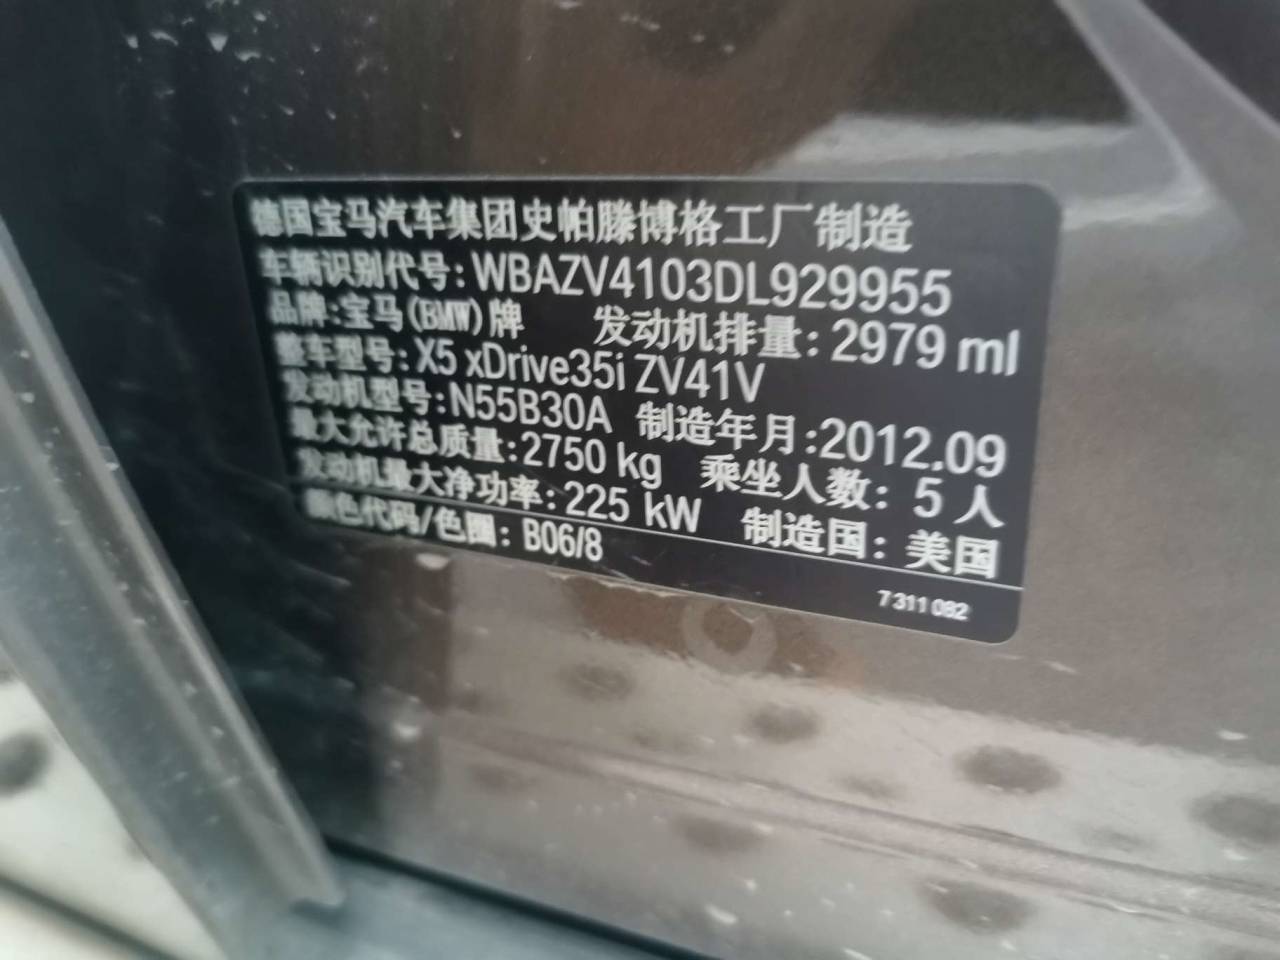 德国宝马汽车集团史帕滕博格工厂制造
车辆识别代号:WBAZV4103DL929955
品牌:宝马(BMW)牌 发动机排量: 2979 ml
整车型号: X5 xDrive35i ZV41V
发动机型号:N55B30A 制造年月:2012.09
最大允许总质量:2750 kg 乘坐人数: 5 人
发动机最大净功率: 225 kW 制造国: 美国
颜色代码/色圈: B06/8
7 311 082